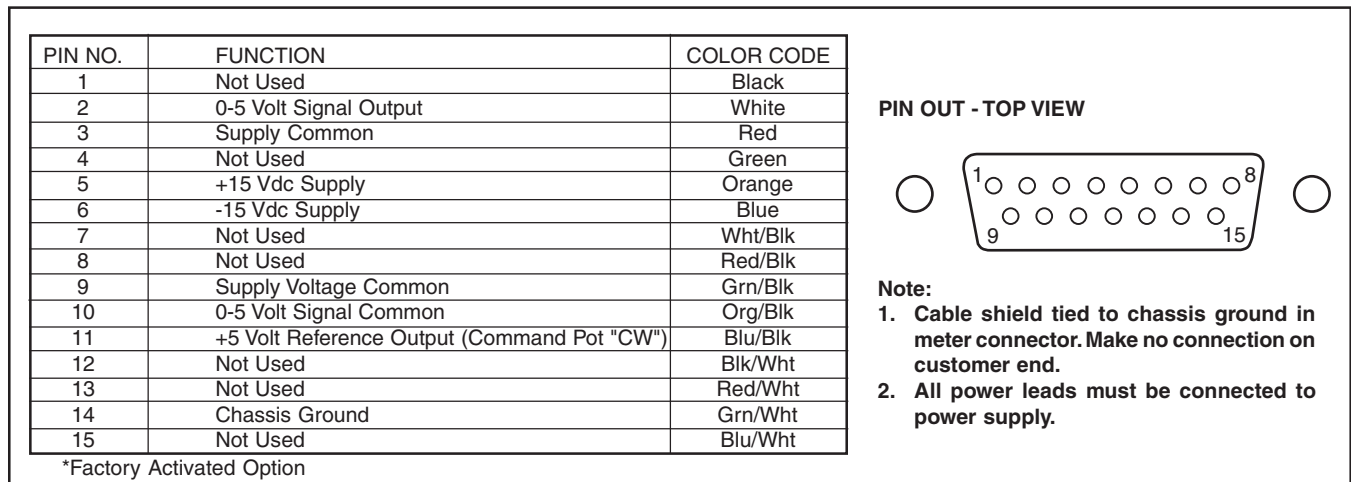 PIN NO. FUNCTION COLOR CODE
1 Not Used Black
2 0-5 Volt Signal Output White
3 Supply Common Red
4 Not Used Green
5 +15 Vdc Supply Orange
6 -15 Vdc Supply Blue
7 Not Used Wht/Blk
8 Not Used Red/Blk
9 Supply Voltage Common Grn/Blk
10 0-5 Volt Signal Common Org/Blk
11 +5 Volt Reference Output (Command Pot "CW") Blu/Blk
12 Not Used Blk/Wht
13 Not Used Red/Wht
14 Chassis Ground Grn/Wht
15 Not Used Blu/Wht
*Factory Activated Option
PIN OUT - TOP VIEW
1 8
9 15
Note:
1. Cable shield tied to chassis ground in
meter connector. Make no connection on
customer end.
2. All power leads must be connected to
power supply.